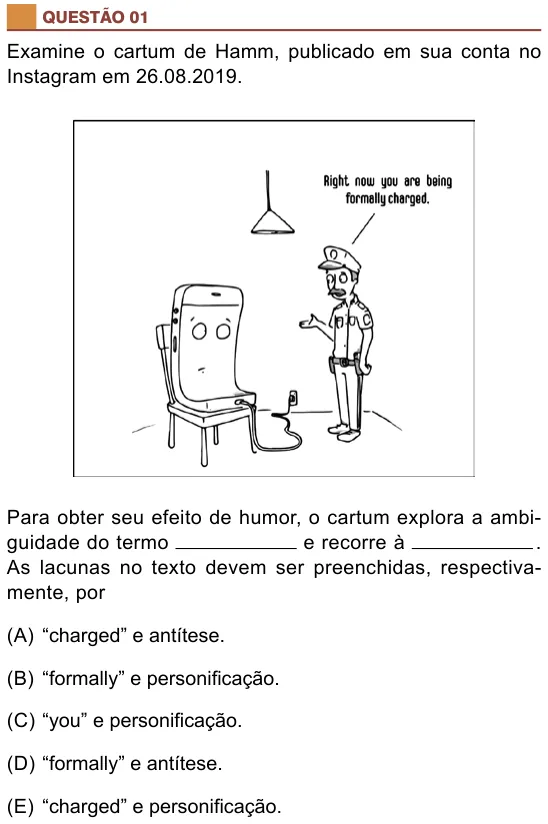 QUESTÃO 01
Examine o cartum de Hamm, publicado em sua conta no
Instagram em 26.08.2019.
Right now you are being
formally charged.
Para obter seu efeito de humor, o cartum explora a ambi-
guidade do termo ___________ e recorre à ___________ .
As lacunas no texto devem ser preenchidas, respectiva-
mente, por
(A) “charged” e antítese.
(B) “formally” e personificação.
(C) “you” e personificação.
(D) “formally” e antítese.
(E) “charged” e personificação.